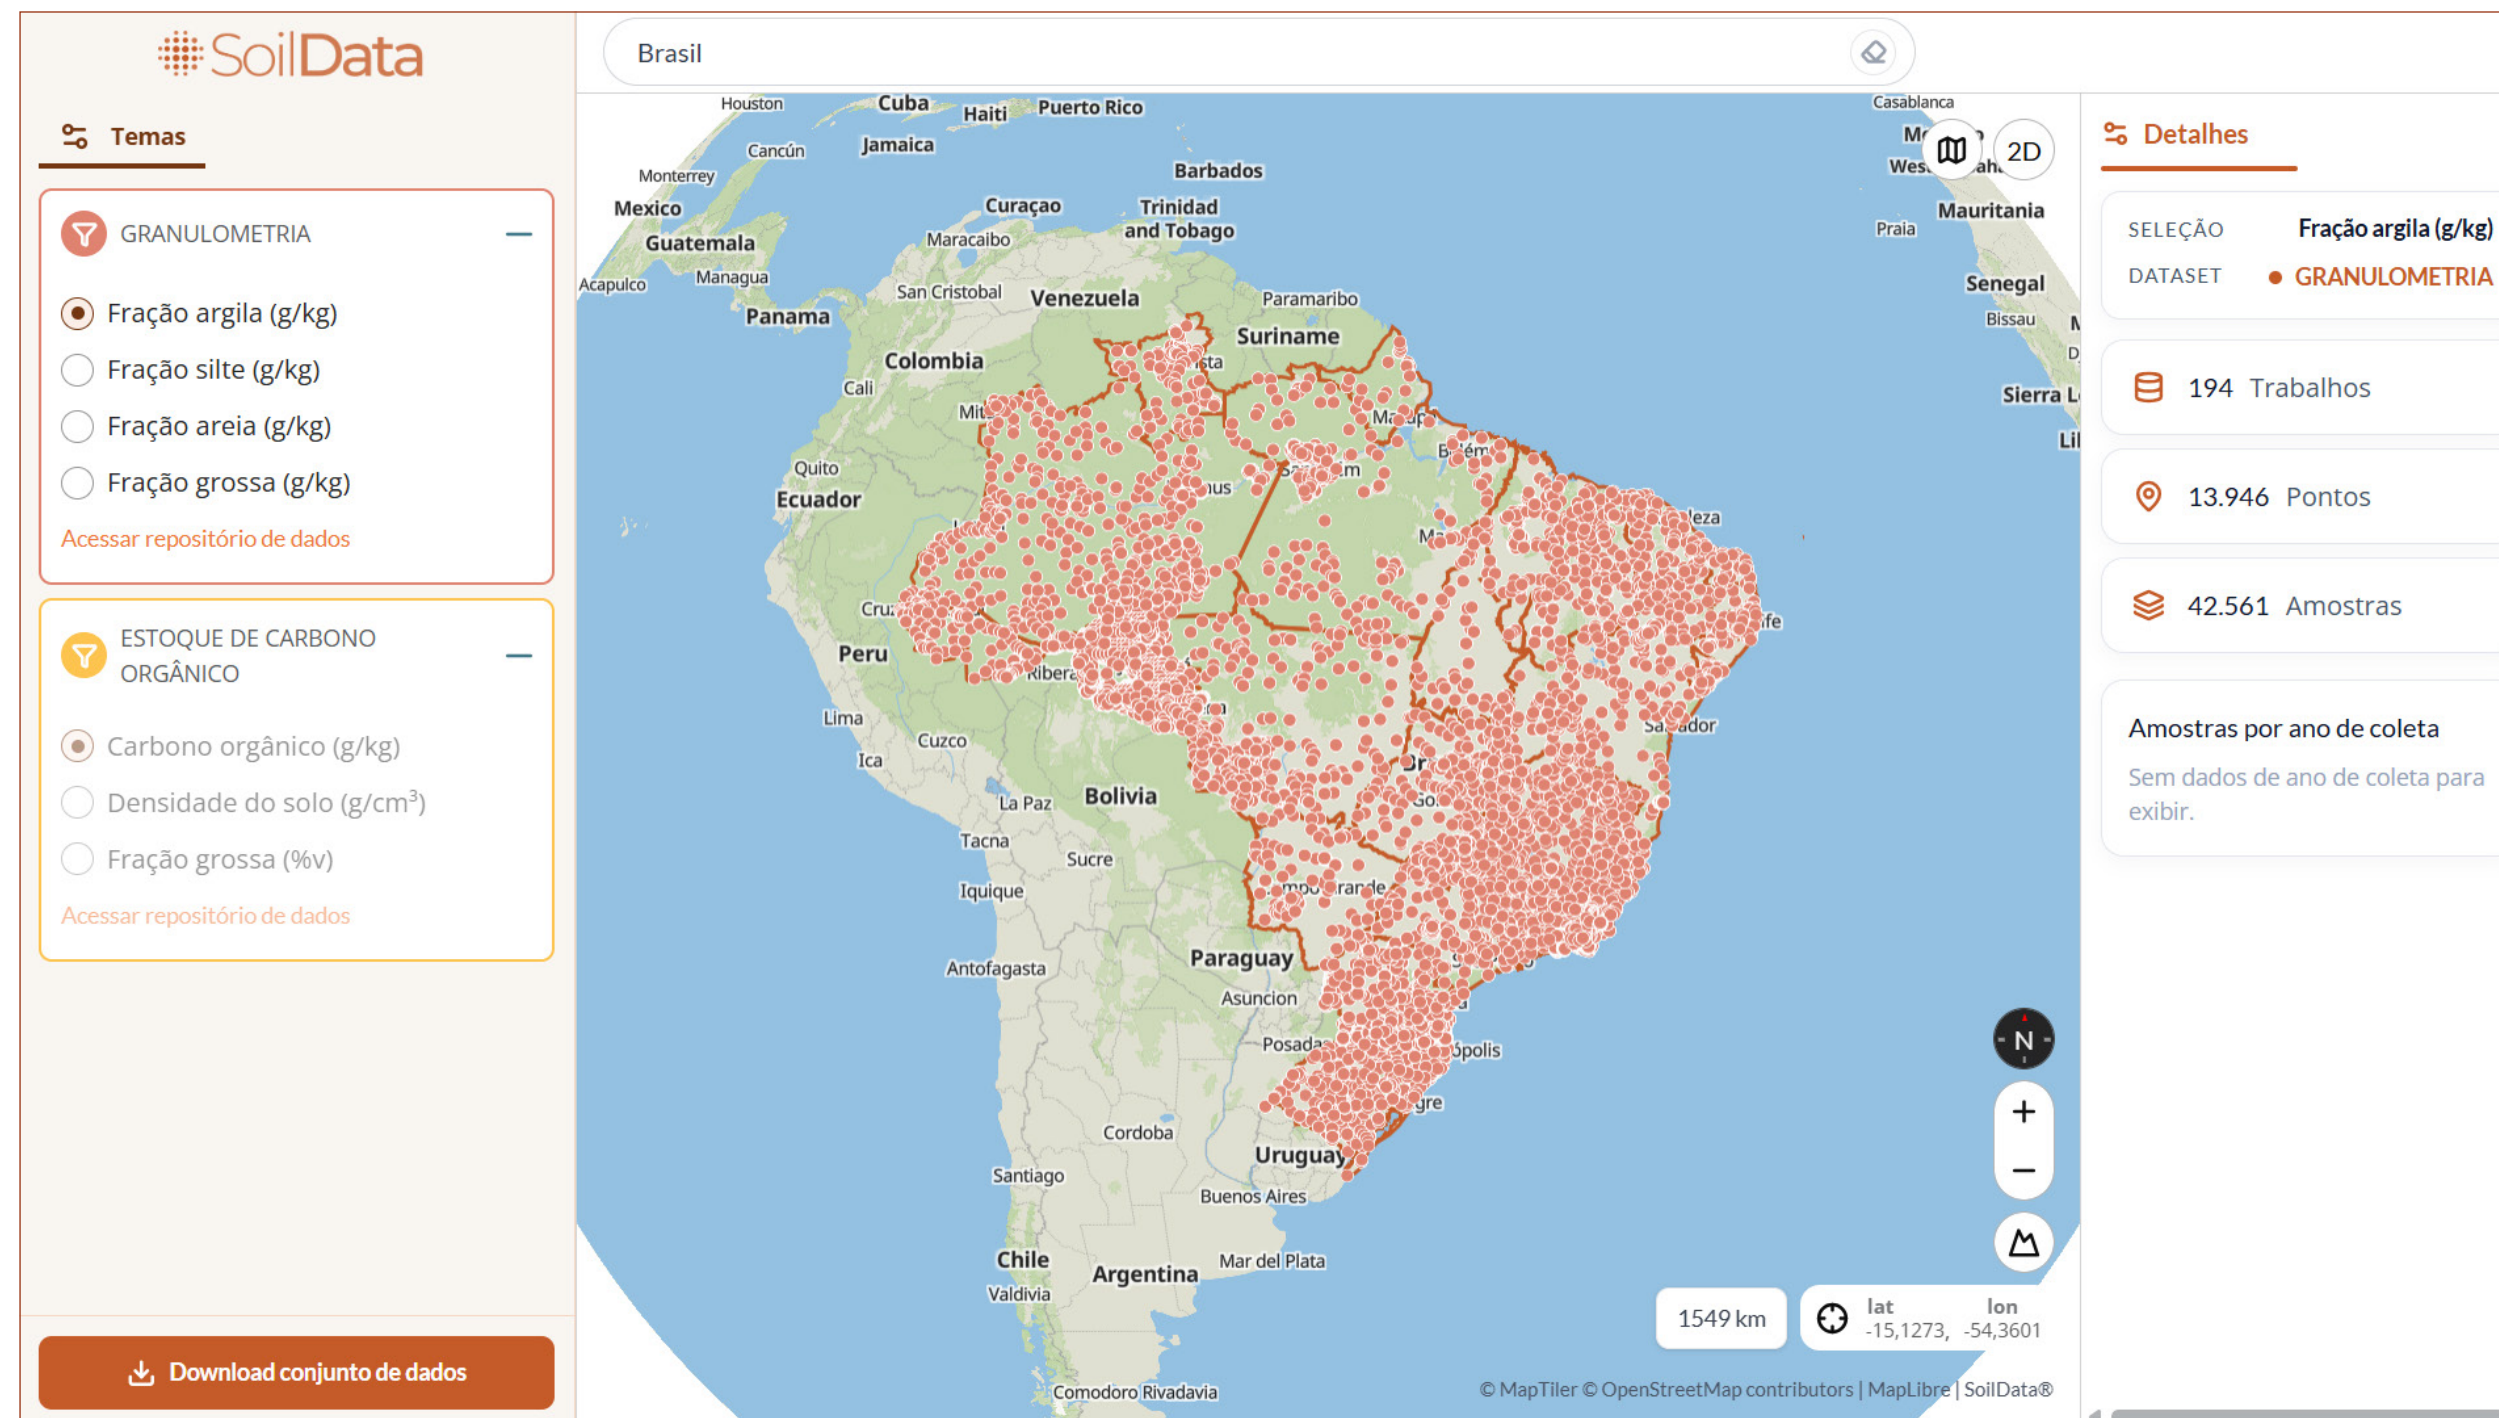 SoilData
Temas
GRANULOMETRIA
Fração argila (g/kg)
Fração silte (g/kg)
Fração areia (g/kg)
Fração grossa (g/kg)
Acessar repositório de dados
ESTOQUE DE CARBONO
ORGÂNICO
Carbono orgânico (g/kg)
Densidade do solo (g/cm³)
Fração grossa (%v)
Acessar repositório de dados
Download conjunto de dados
Brasil
2D
Houston
Cuba
Haiti
Puerto Rico
Casablanca
Cancún
Jamaica
Monterrey
Barbados
Mexico
Curaçao
Trinidad
and Tobago
Mauritania
Guatemala
Maracaibo
Praia
Acapulco
Managua
San Cristobal
Venezuela
Paramaribo
Senegal
Panama
Suriname
Bissau
Colombia
Cali
Sierra L
Quito
Ecuador
Peru
Lima
Cuzco
Ica
La Paz
Bolivia
Tacna
Sucre
Iquique
Paraguay
Antofagasta
Asuncion
Cordoba
Uruguay
Santiago
Buenos Aires
Chile
Argentina
Mar del Plata
Valdivia
Comodoro Rivadavia
N
+
−
1549 km
lat lon
-15,1273, -54,3601
© MapTiler © OpenStreetMap contributors | MapLibre | SoilData®
Detalhes
SELEÇÃO Fração argila (g/kg)
DATASET GRANULOMETRIA
194 Trabalhos
13.946 Pontos
42.561 Amostras
Amostras por ano de coleta
Sem dados de ano de coleta para
exibir.